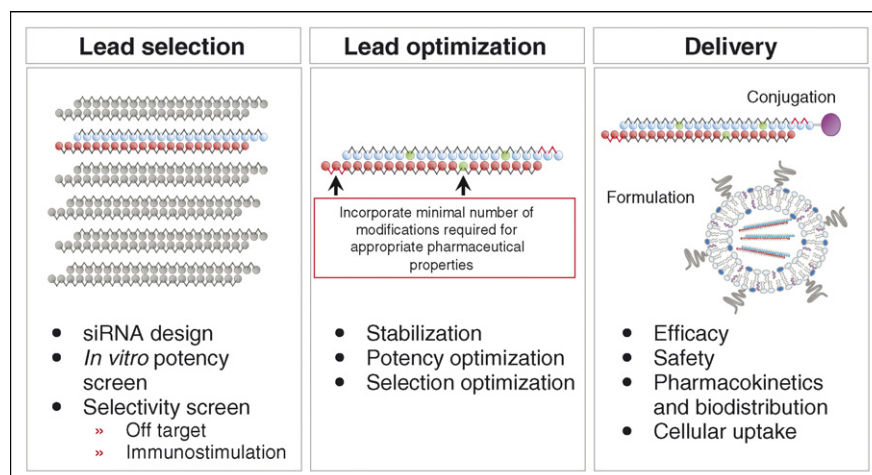 Lead selection
siRNA design
In vitro potency
screen
Selectivity screen
» Off target
» Immunostimulation
Lead optimization
Incorporate minimal number of
modifications required for
appropriate pharmaceutical
properties
Stabilization
Potency optimization
Selection optimization
Delivery
Conjugation
Formulation
Efficacy
Safety
Pharmacokinetics
and biodistribution
Cellular uptake